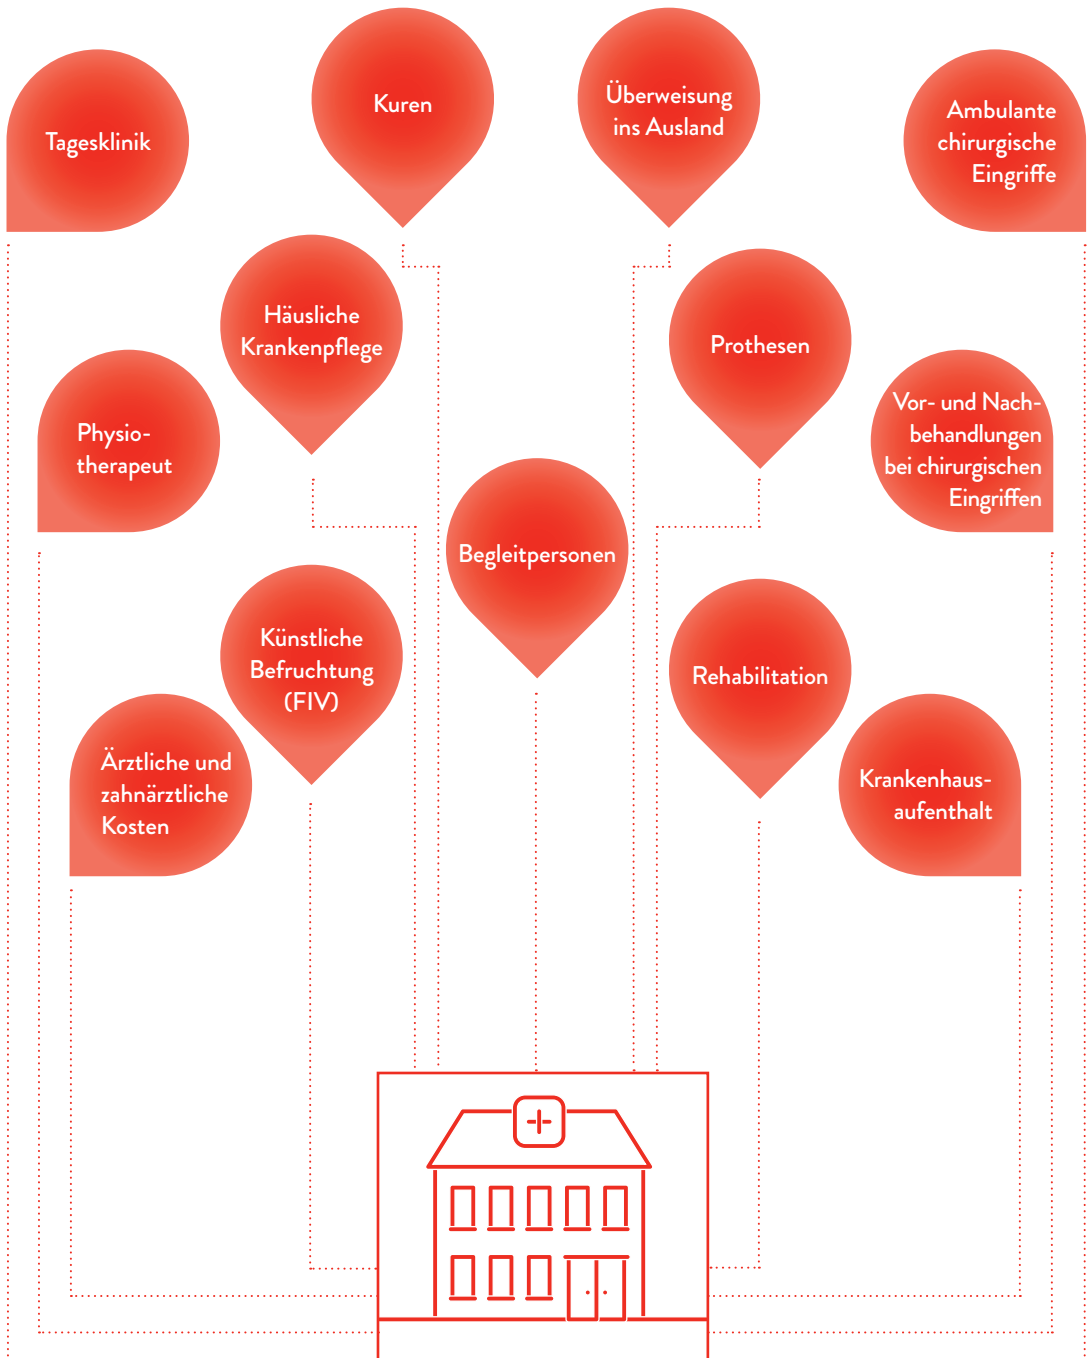 Tagesklinik
Kuren
Überweisung
ins Ausland
Ambulante
chirurgische
Eingriffe
Häusliche
Krankenpflege
Prothesen
Physio-
therapeut
Vor- und Nach-
behandlungen
bei chirurgischen
Eingriffen
Begleitpersonen
Künstliche
Befruchtung
(FIV)
Rehabilitation
Ärztliche und
zahnärztliche
Kosten
Krankenhaus-
aufenthalt